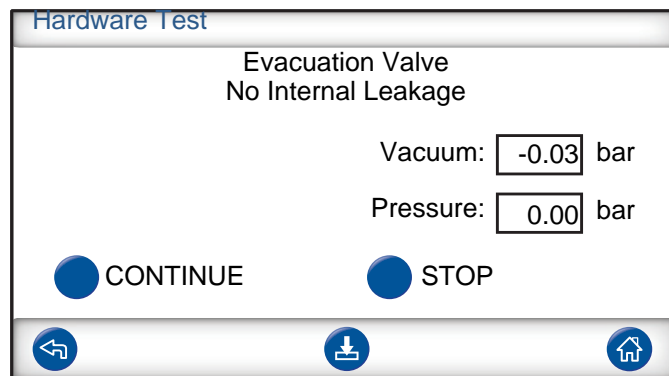 Hardware Test
Evacuation Valve
No Internal Leakage
Vacuum: -0.03 bar
Pressure: 0.00 bar
CONTINUE STOP